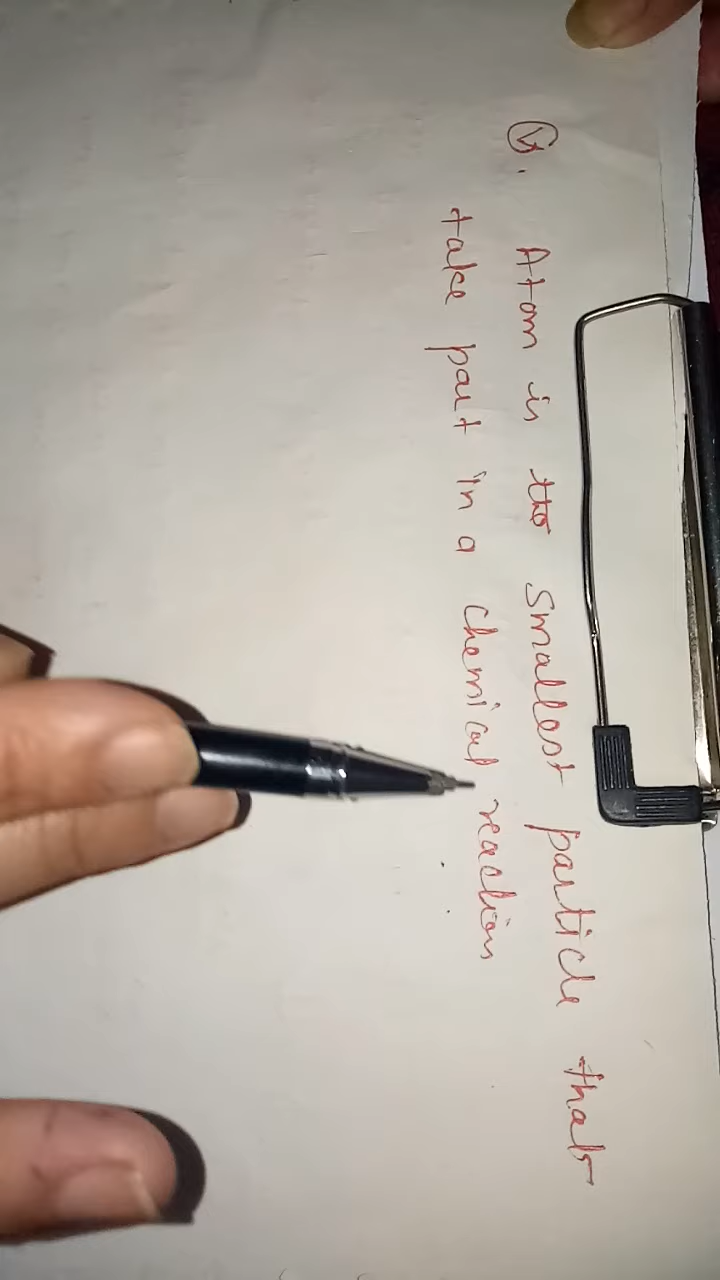 (v). Atom is the Smallest particle that
take part in a chemical reaction